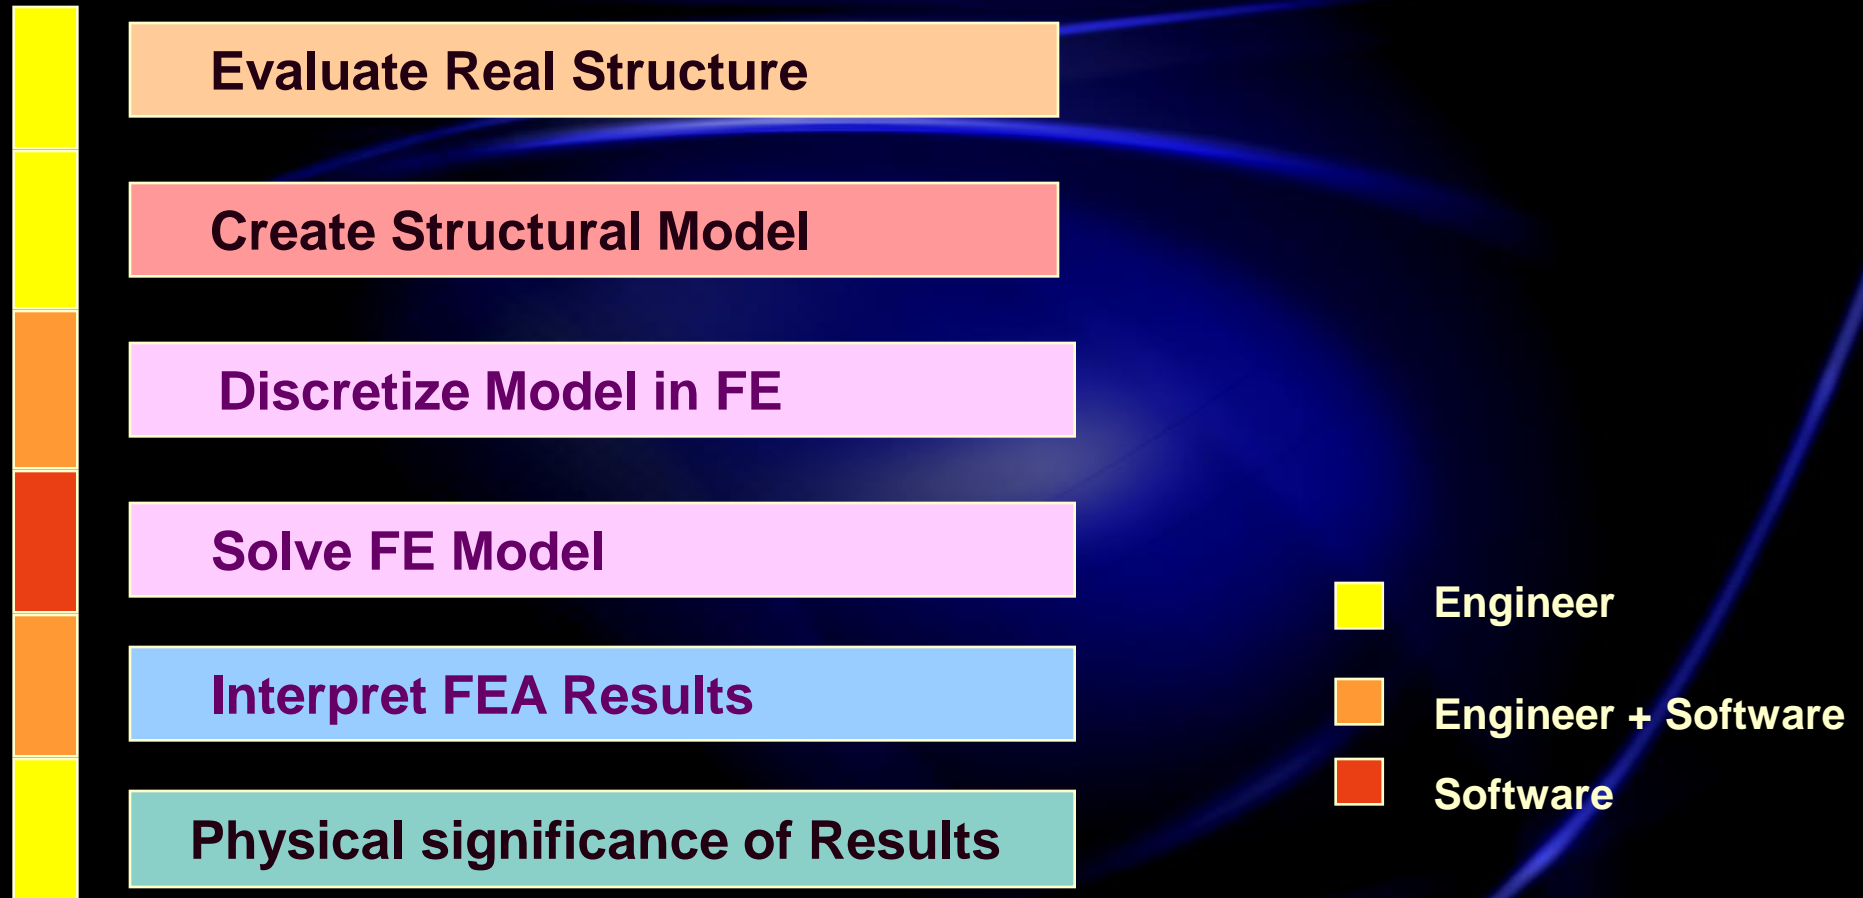 Evaluate Real Structure
Create Structural Model
Discretize Model in FE
Solve FE Model
Interpret FEA Results
Physical significance of Results
Engineer
Engineer + Software
Software